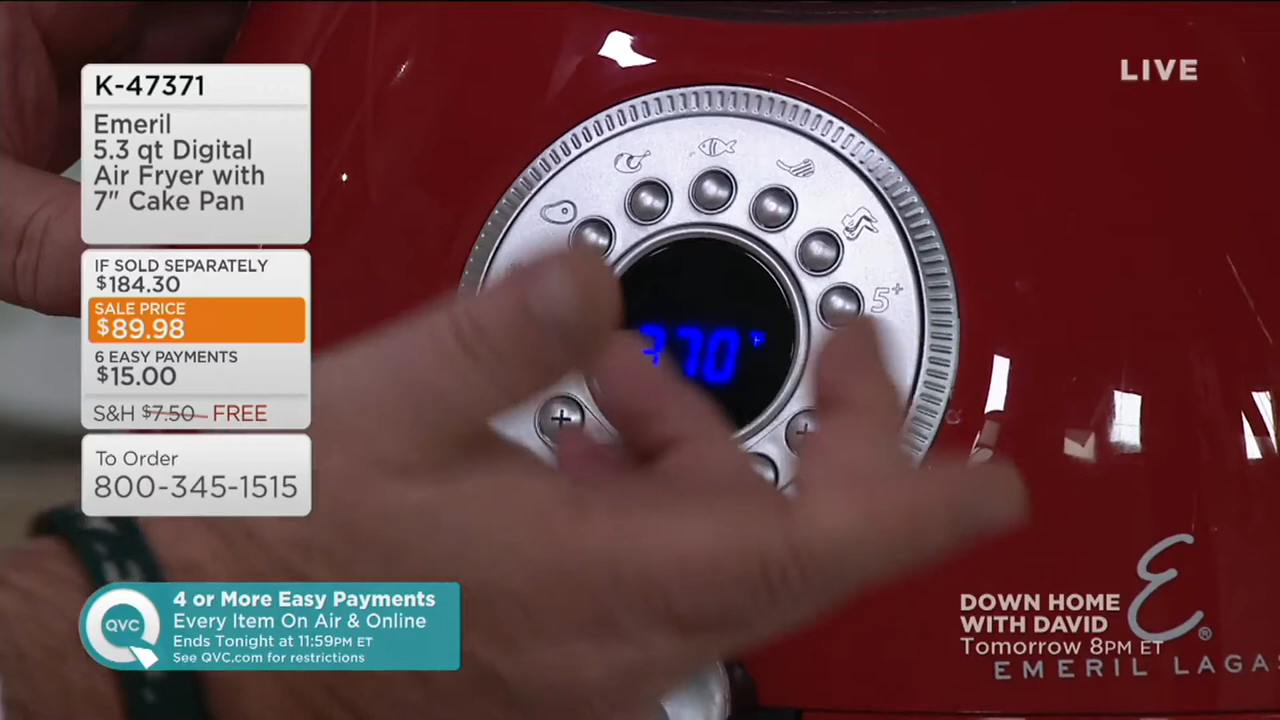 K-47371
Emeril
5.3 qt Digital
Air Fryer with
7" Cake Pan
IF SOLD SEPARATELY
$184.30
SALE PRICE
$89.98
6 EASY PAYMENTS
$15.00
S&H $7.50 FREE
To Order
800-345-1515
QVC
4 or More Easy Payments
Every Item On Air & Online
Ends Tonight at 11:59PM ET
See QVC.com for restrictions
LIVE
5+
370 °F
+
+
DOWN HOME
WITH DAVID
Tomorrow 8PM ET
E®
EMERIL LAGA